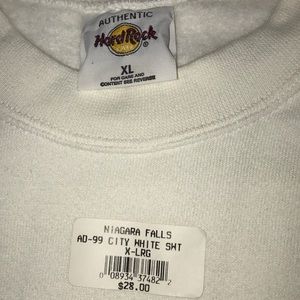 AUTHENTIC
Hard Rock
CAFE
XL
FOR CARE AND
CONTENT SEE REVERSE
NIAGARA FALLS
AD-99 CITY WHITE SWT
X-LRG
0 08934 37482 2
$28.00